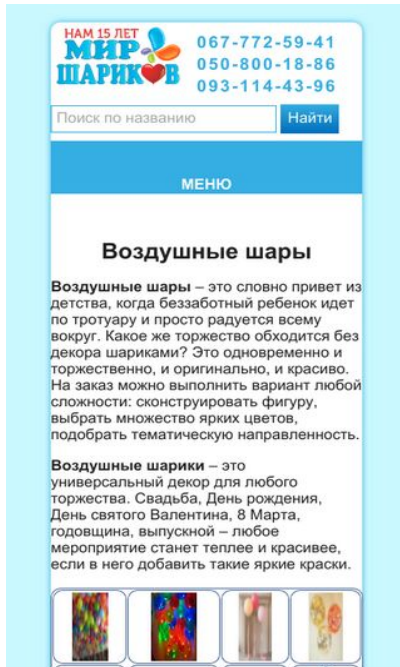 НАМ 15 ЛЕТ
МИР
ШАРИКОВ
067-772-59-41
050-800-18-86
093-114-43-96
Поиск по названию
Найти
МЕНЮ
Воздушные шары
Воздушные шары – это словно привет из
детства, когда беззаботный ребенок идет
по тротуару и просто радуется всему
вокруг. Какое же торжество обходится без
декора шариками? Это одновременно и
торжественно, и оригинально, и красиво.
На заказ можно выполнить вариант любой
сложности: сконструировать фигуру,
выбрать множество ярких цветов,
подобрать тематическую направленность.
Воздушные шарики – это
универсальный декор для любого
торжества. Свадьба, День рождения,
День святого Валентина, 8 Марта,
годовщина, выпускной – любое
мероприятие станет теплее и красивее,
если в него добавить такие яркие краски.